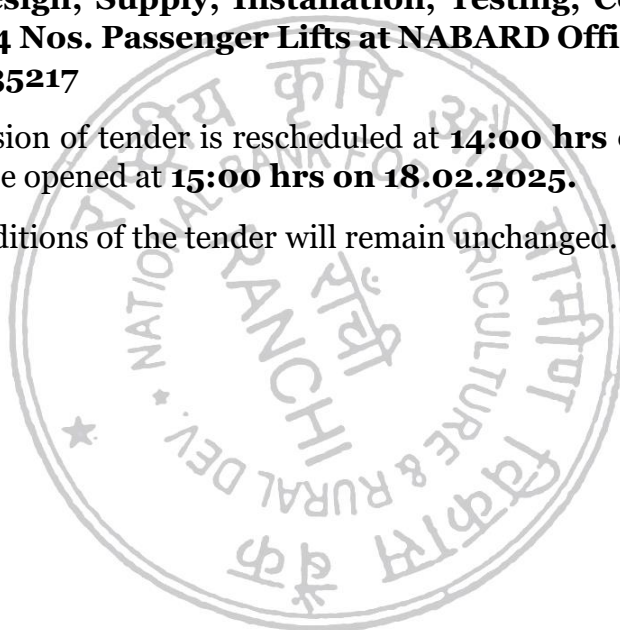 esign, Supply, Installation, Testing, Co
4 Nos. Passenger Lifts at NABARD Offi
35217
sion of tender is rescheduled at 14:00 hrs
e opened at 15:00 hrs on 18.02.2025.
ditions of the tender will remain unchanged.
राष्ट्रीय कृषि और ग्रामीण विकास बैंक
NATIONAL BANK FOR AGRICULTURE & RURAL DEV.
राँची
RANCHI